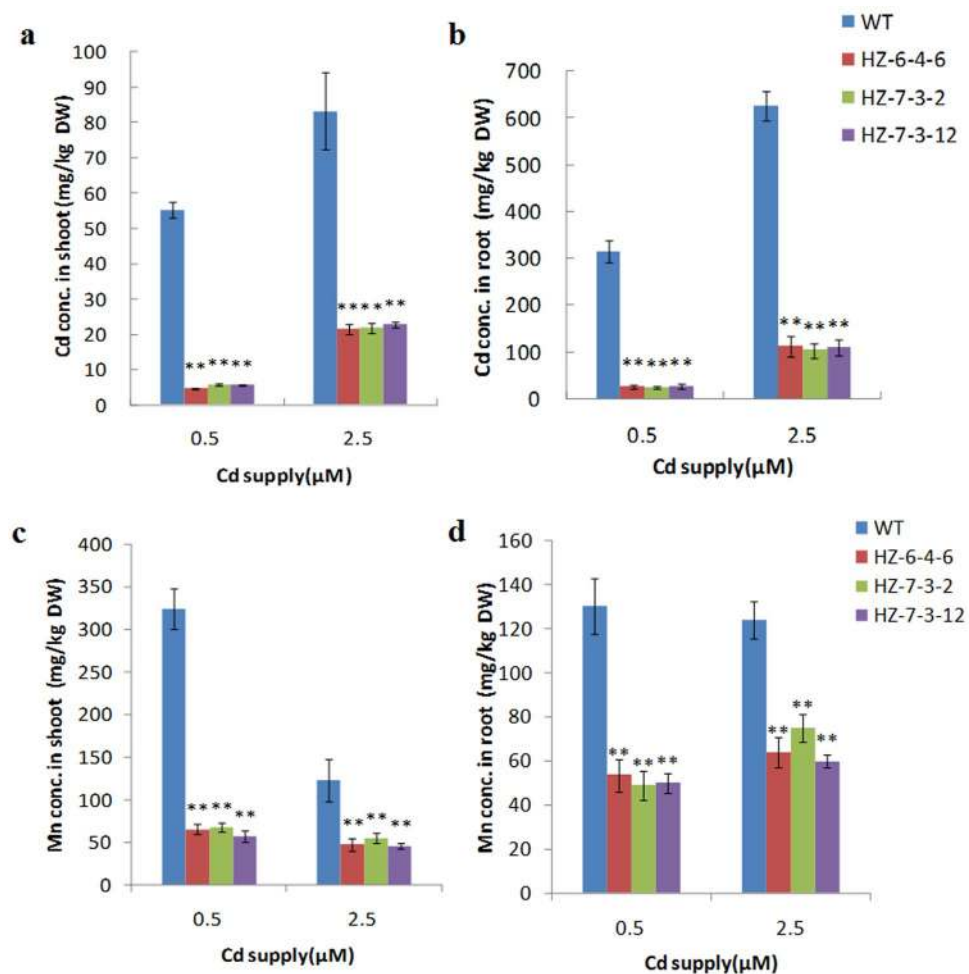 a
Cd conc. in shoot (mg/kg DW)
100
90
80
70
60
50
40
30
20
10
0
** ** **
** ** **
0.5 2.5
Cd supply(μM)
b
WT
HZ-6-4-6
HZ-7-3-2
HZ-7-3-12
Cd conc. in root (mg/kg DW)
700
600
500
400
300
200
100
0
** ** **
** ** **
0.5 2.5
Cd supply(μM)
c
Mn conc. in shoot (mg/kg DW)
400
350
300
250
200
150
100
50
0
** ** **
** ** **
0.5 2.5
Cd supply(μM)
d
WT
HZ-6-4-6
HZ-7-3-2
HZ-7-3-12
Mn conc. in root (mg/kg DW)
160
140
120
100
80
60
40
20
0
** ** **
** ** **
0.5 2.5
Cd supply(μM)